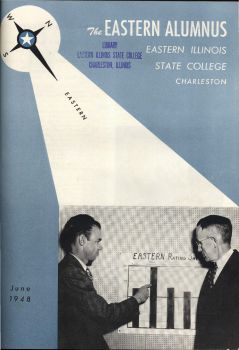 N
W
S
The EASTERN ALUMNUS
LIBRARY
EASTERN ILLINOIS STATE COLLEGE
CHARLESTON, ILLINOIS
EASTERN ILLINOIS
STATE COLLEGE
CHARLESTON
EASTERN
EASTERN RATING
June
1948